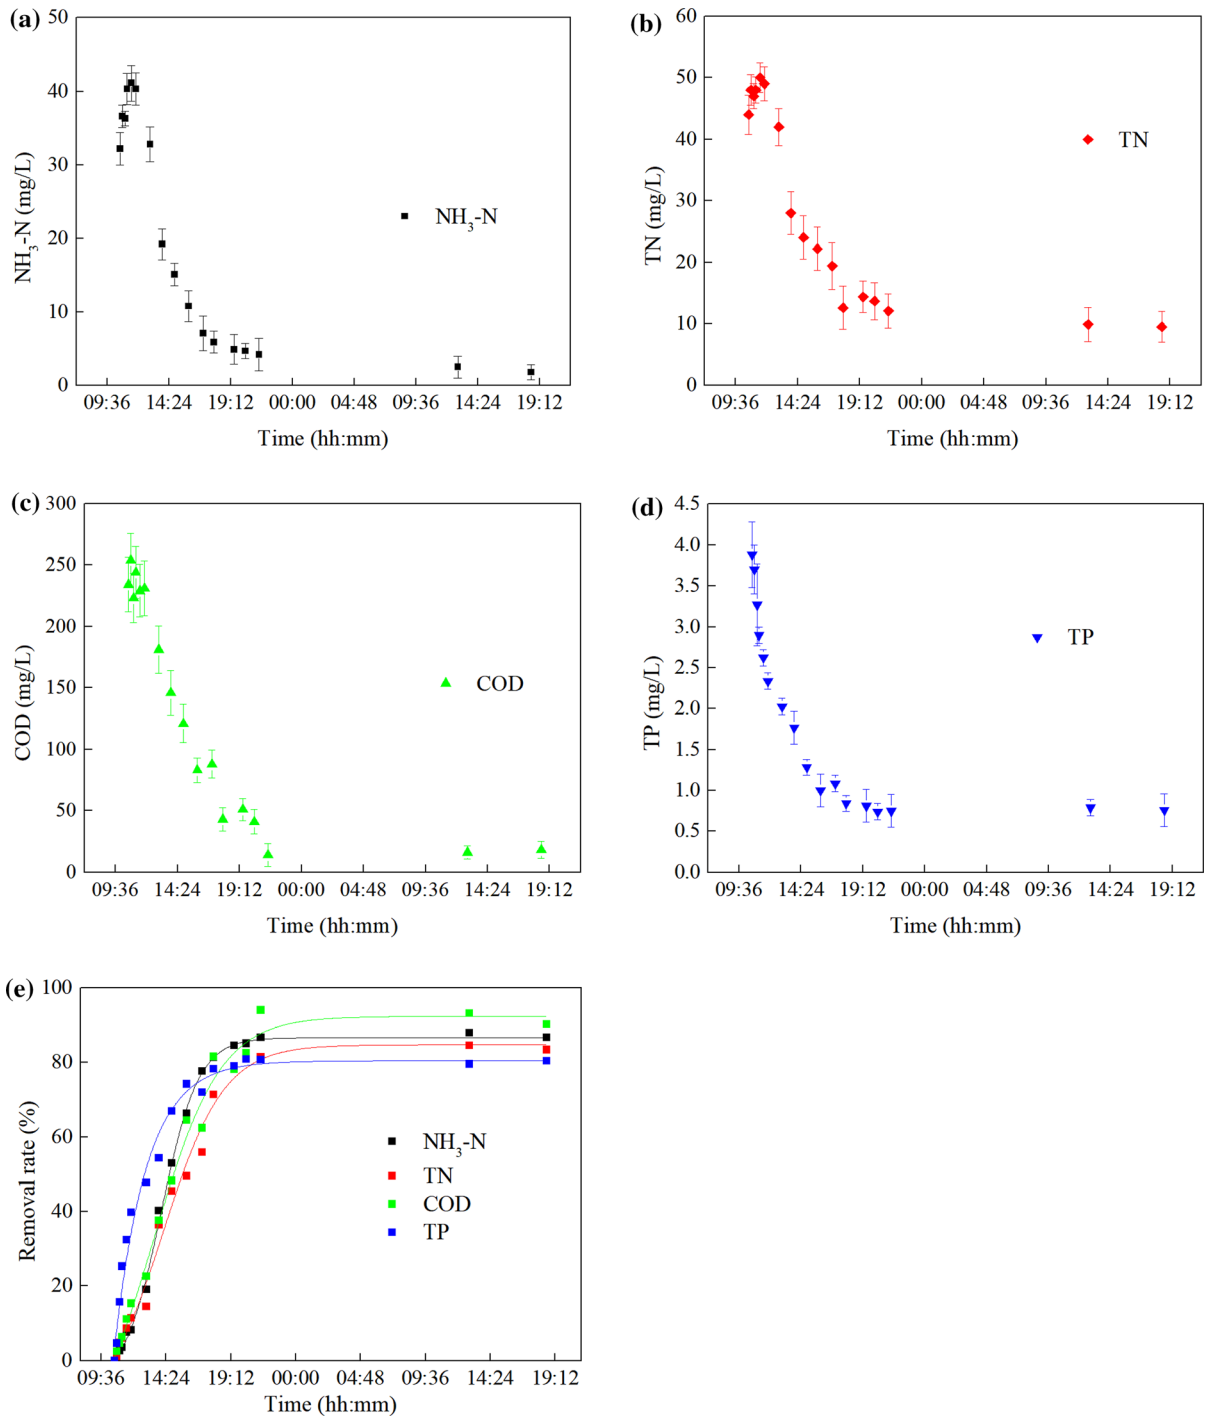 (a)
50
40
30
20
10
0
NH3-N (mg/L)
NH3-N
09:36 14:24 19:12 00:00 04:48 09:36 14:24 19:12
Time (hh:mm)
(b)
60
50
40
30
20
10
0
TN (mg/L)
TN
09:36 14:24 19:12 00:00 04:48 09:36 14:24 19:12
Time (hh:mm)
(c)
300
250
200
150
100
50
0
COD (mg/L)
COD
09:36 14:24 19:12 00:00 04:48 09:36 14:24 19:12
Time (hh:mm)
(d)
4.5
4.0
3.5
3.0
2.5
2.0
1.5
1.0
0.5
0.0
TP (mg/L)
TP
09:36 14:24 19:12 00:00 04:48 09:36 14:24 19:12
Time (hh:mm)
(e)
100
80
60
40
20
0
Removal rate (%)
NH3-N
TN
COD
TP
09:36 14:24 19:12 00:00 04:48 09:36 14:24 19:12
Time (hh:mm)